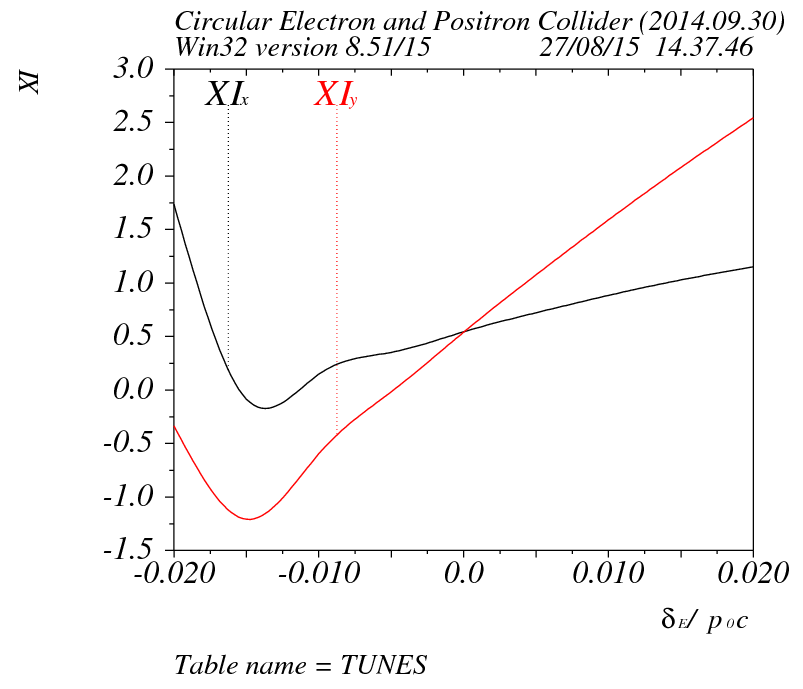 Circular Electron and Positron Collider (2014.09.30)
Win32 version 8.51/15 27/08/15 14.37.46
XI
3.0
XIx XIy
2.5
2.0
1.5
1.0
0.5
0.0
-0.5
-1.0
-1.5
-0.020 -0.010 0.0 0.010 0.020
δE/ p0c
Table name = TUNES